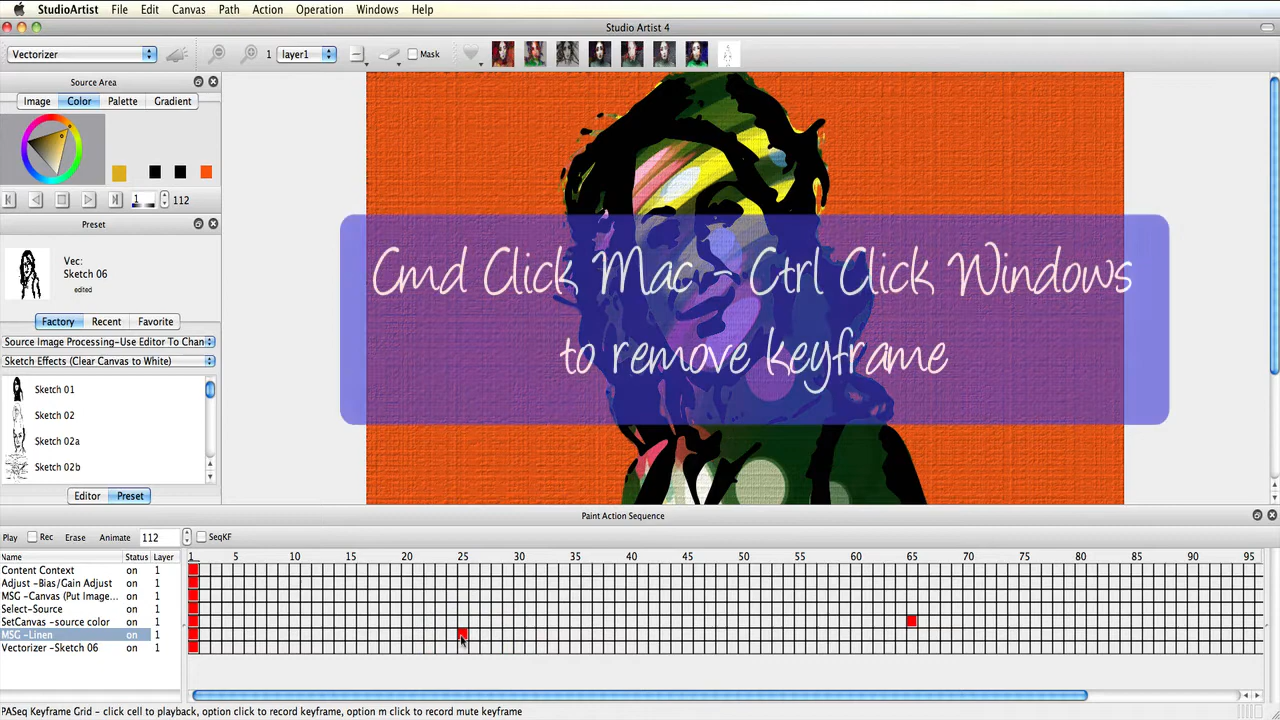 StudioArtist File Edit Canvas Path Action Operation Windows Help
Studio Artist 4
Vectorizer 1 layer1 Mask
Source Area
Image Color Palette Gradient
1 112
Preset
Vec:
Sketch 06
edited
Factory Recent Favorite
Source Image Processing-Use Editor To Chan
Sketch Effects (Clear Canvas to White)
Sketch 01
Sketch 02
Sketch 02a
Sketch 02b
Editor Preset
Cmd Click Mac - Ctrl Click Windows
to remove keyframe
Paint Action Sequence
Play Rec Erase Animate 112 SeqKF
Name Status Layer 1 5 10 15 20 25 30 35 40 45 50 55 60 65 70 75 80 85 90 95
Content Context on 1
Adjust -Bias/Gain Adjust on 1
MSG -Canvas (Put Image... on 1
Select-Source on 1
SetCanvas -source color on 1
MSG -Linen on 1
Vectorizer -Sketch 06 on 1
PASeq Keyframe Grid - click cell to playback, option click to record keyframe, option m click to record mute keyframe